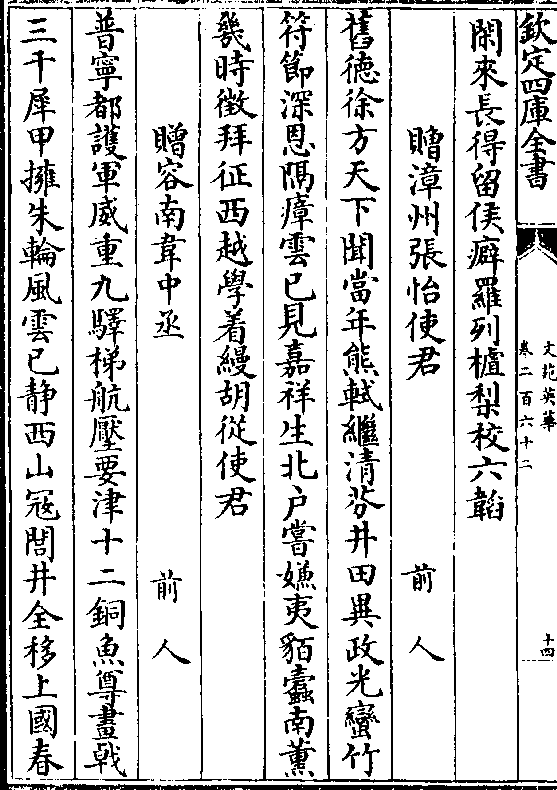 欽定四庫全書
文苑英華
卷二百六十二
十四
閑來長得留侯癖羅列楂梨校六韜
贈漳州張怡使君
前人
舊德徐方天下聞當年熊軾繼清芬井田異政光蠻竹
符節深恩隔瘴雲已見嘉祥生北户嘗嫌夷貊蠹南薰
幾時徵拜征西越學着縵胡從使君
贈容南韋中丞
前人
普寧都護軍威重九驛梯航壓要津十二銅魚尊畫戟
三千犀甲擁朱輪風雲已静西山寇閭井全移上國春